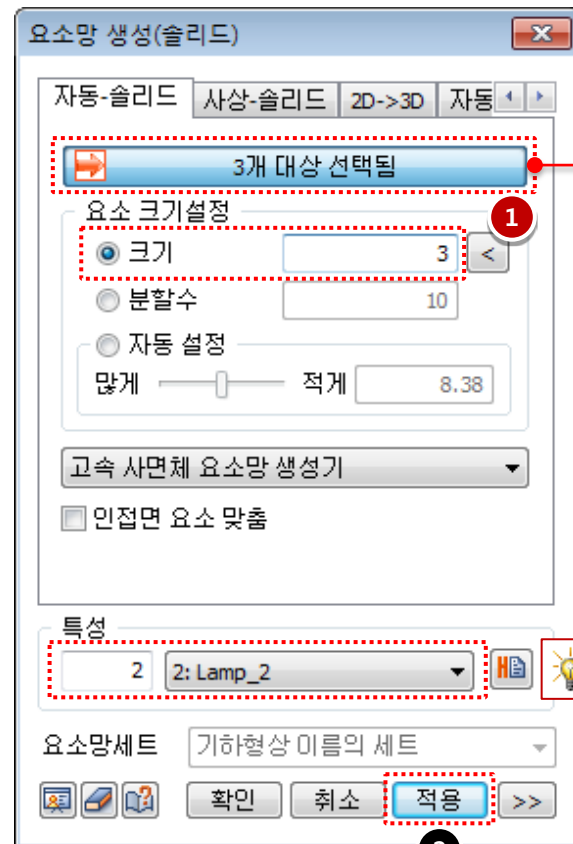 요소망 생성(솔리드)
자동-솔리드 사상-솔리드 2D->3D 자동
3개 대상 선택됨
요소 크기설정
1
크기 3 <
분할수 10
자동 설정
많게 적게 8.38
고속 사면체 요소망 생성기
인접면 요소 맞춤
특성
2 2: Lamp_2
요소망세트 기하형상 이름의 세트
확인 취소 적용 >>